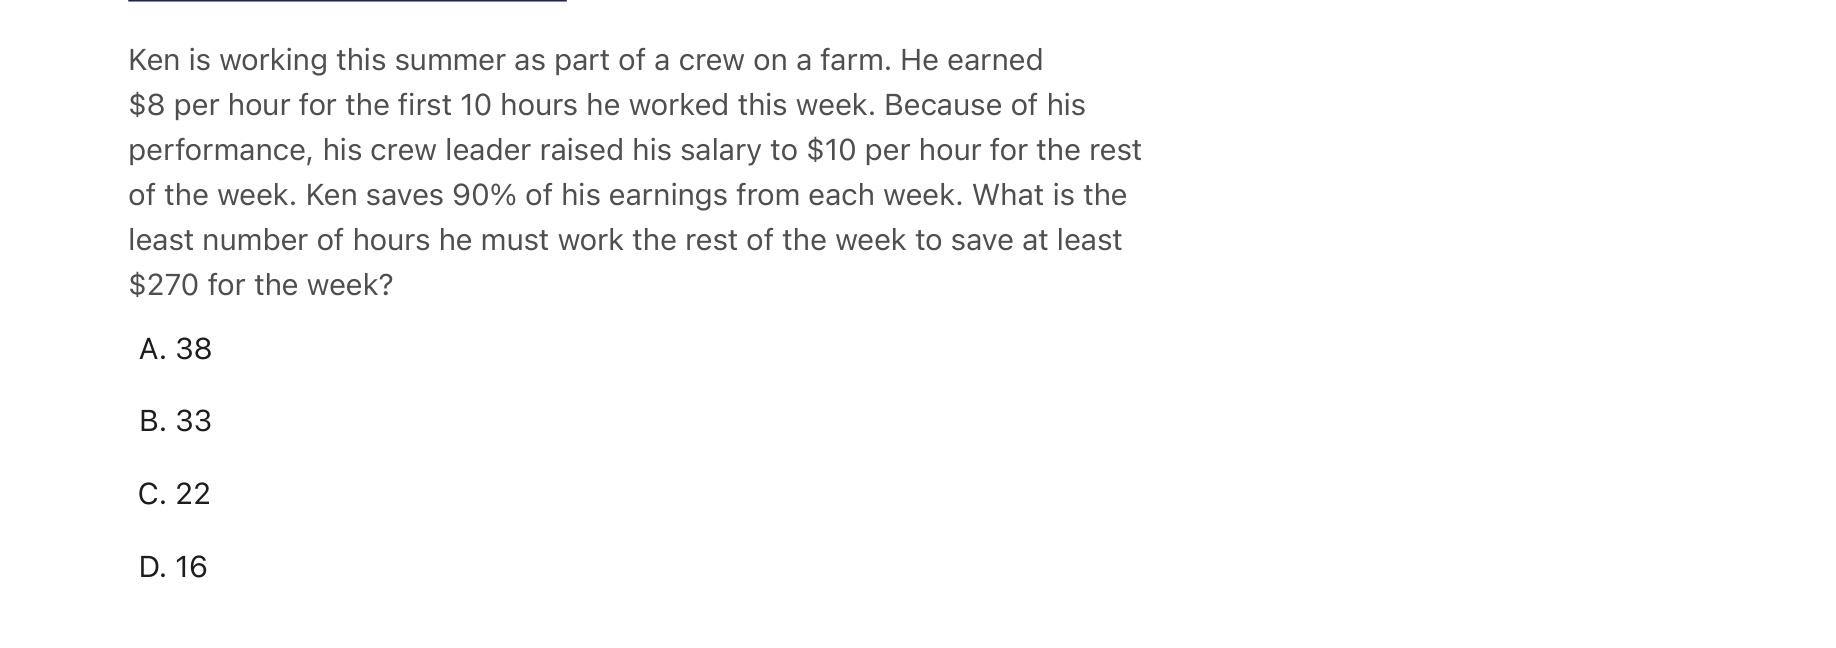 Ken is working this summer as part of a crew on a farm. He earned
$8 per hour for the first 10 hours he worked this week. Because of his
performance, his crew leader raised his salary to $10 per hour for the rest
of the week. Ken saves 90% of his earnings from each week. What is the
least number of hours he must work the rest of the week to save at least
$270 for the week?
A. 38
B. 33
C. 22
D. 16